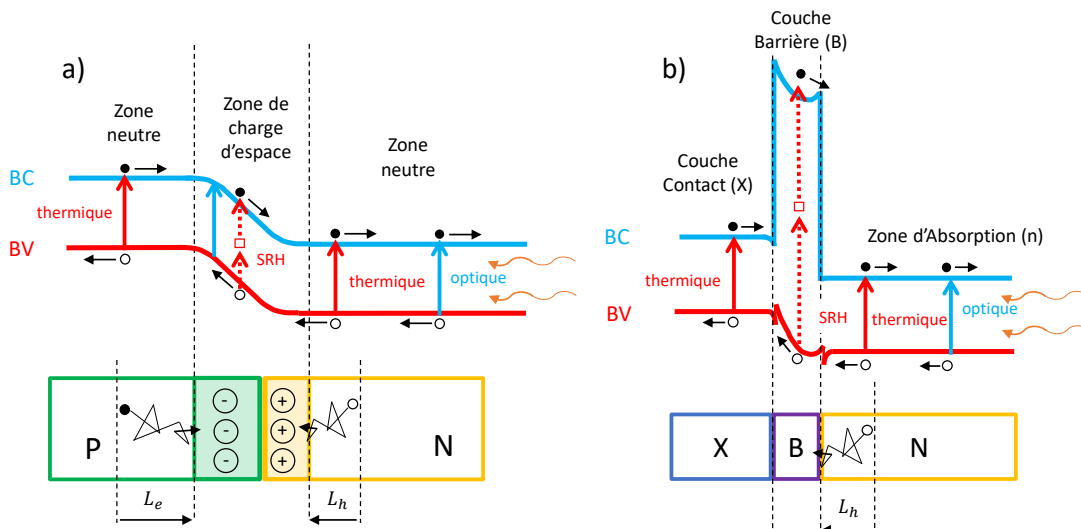 a)
Zone
neutre
Zone de
charge
d'espace
Zone
neutre
BC
thermique
BV
SRH
thermique
optique
-
-
-
+
+
+
P
N
L_e
L_h
b)
Couche
Barrière (B)
Couche
Contact (X)
Zone d'Absorption (n)
BC
thermique
BV
SRH
thermique
optique
X
B
N
L_h